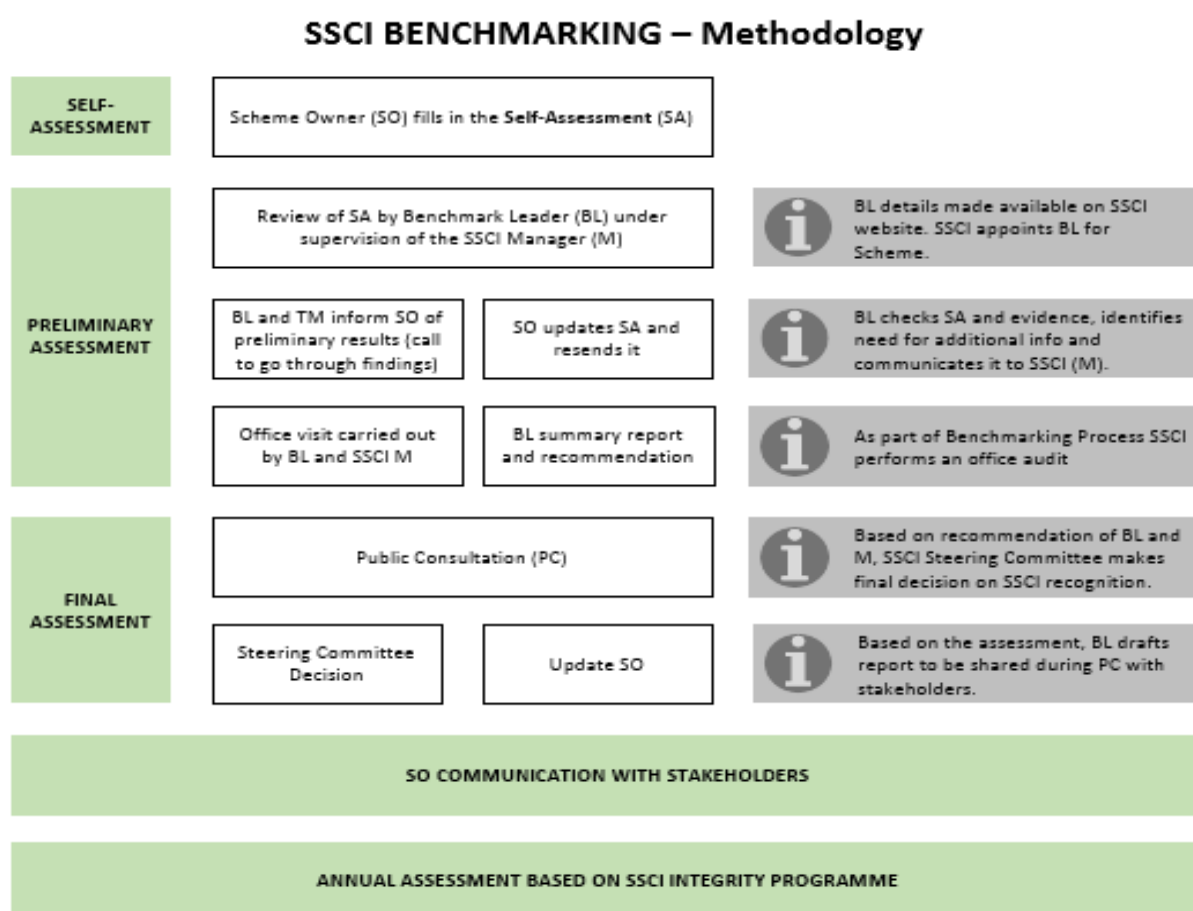 SSCI BENCHMARKING – Methodology
SELF-
ASSESSMENT
Scheme Owner (SO) fills in the Self-Assessment (SA)
PRELIMINARY
ASSESSMENT
Review of SA by Benchmark Leader (BL) under
supervision of the SSCI Manager (M)
BL details made available on SSCI
website. SSCI appoints BL for
Scheme.
BL and TM inform SO of
preliminary results (call
to go through findings)
SO updates SA and
resends it
BL checks SA and evidence, identifies
need for additional info and
communicates it to SSCI (M).
Office visit carried out
by BL and SSCI M
BL summary report
and recommendation
As part of Benchmarking Process SSCI
performs an office audit
FINAL
ASSESSMENT
Public Consultation (PC)
Based on recommendation of BL and
M, SSCI Steering Committee makes
final decision on SSCI recognition.
Steering Committee
Decision
Update SO
Based on the assessment, BL drafts
report to be shared during PC with
stakeholders.
SO COMMUNICATION WITH STAKEHOLDERS
ANNUAL ASSESSMENT BASED ON SSCI INTEGRITY PROGRAMME